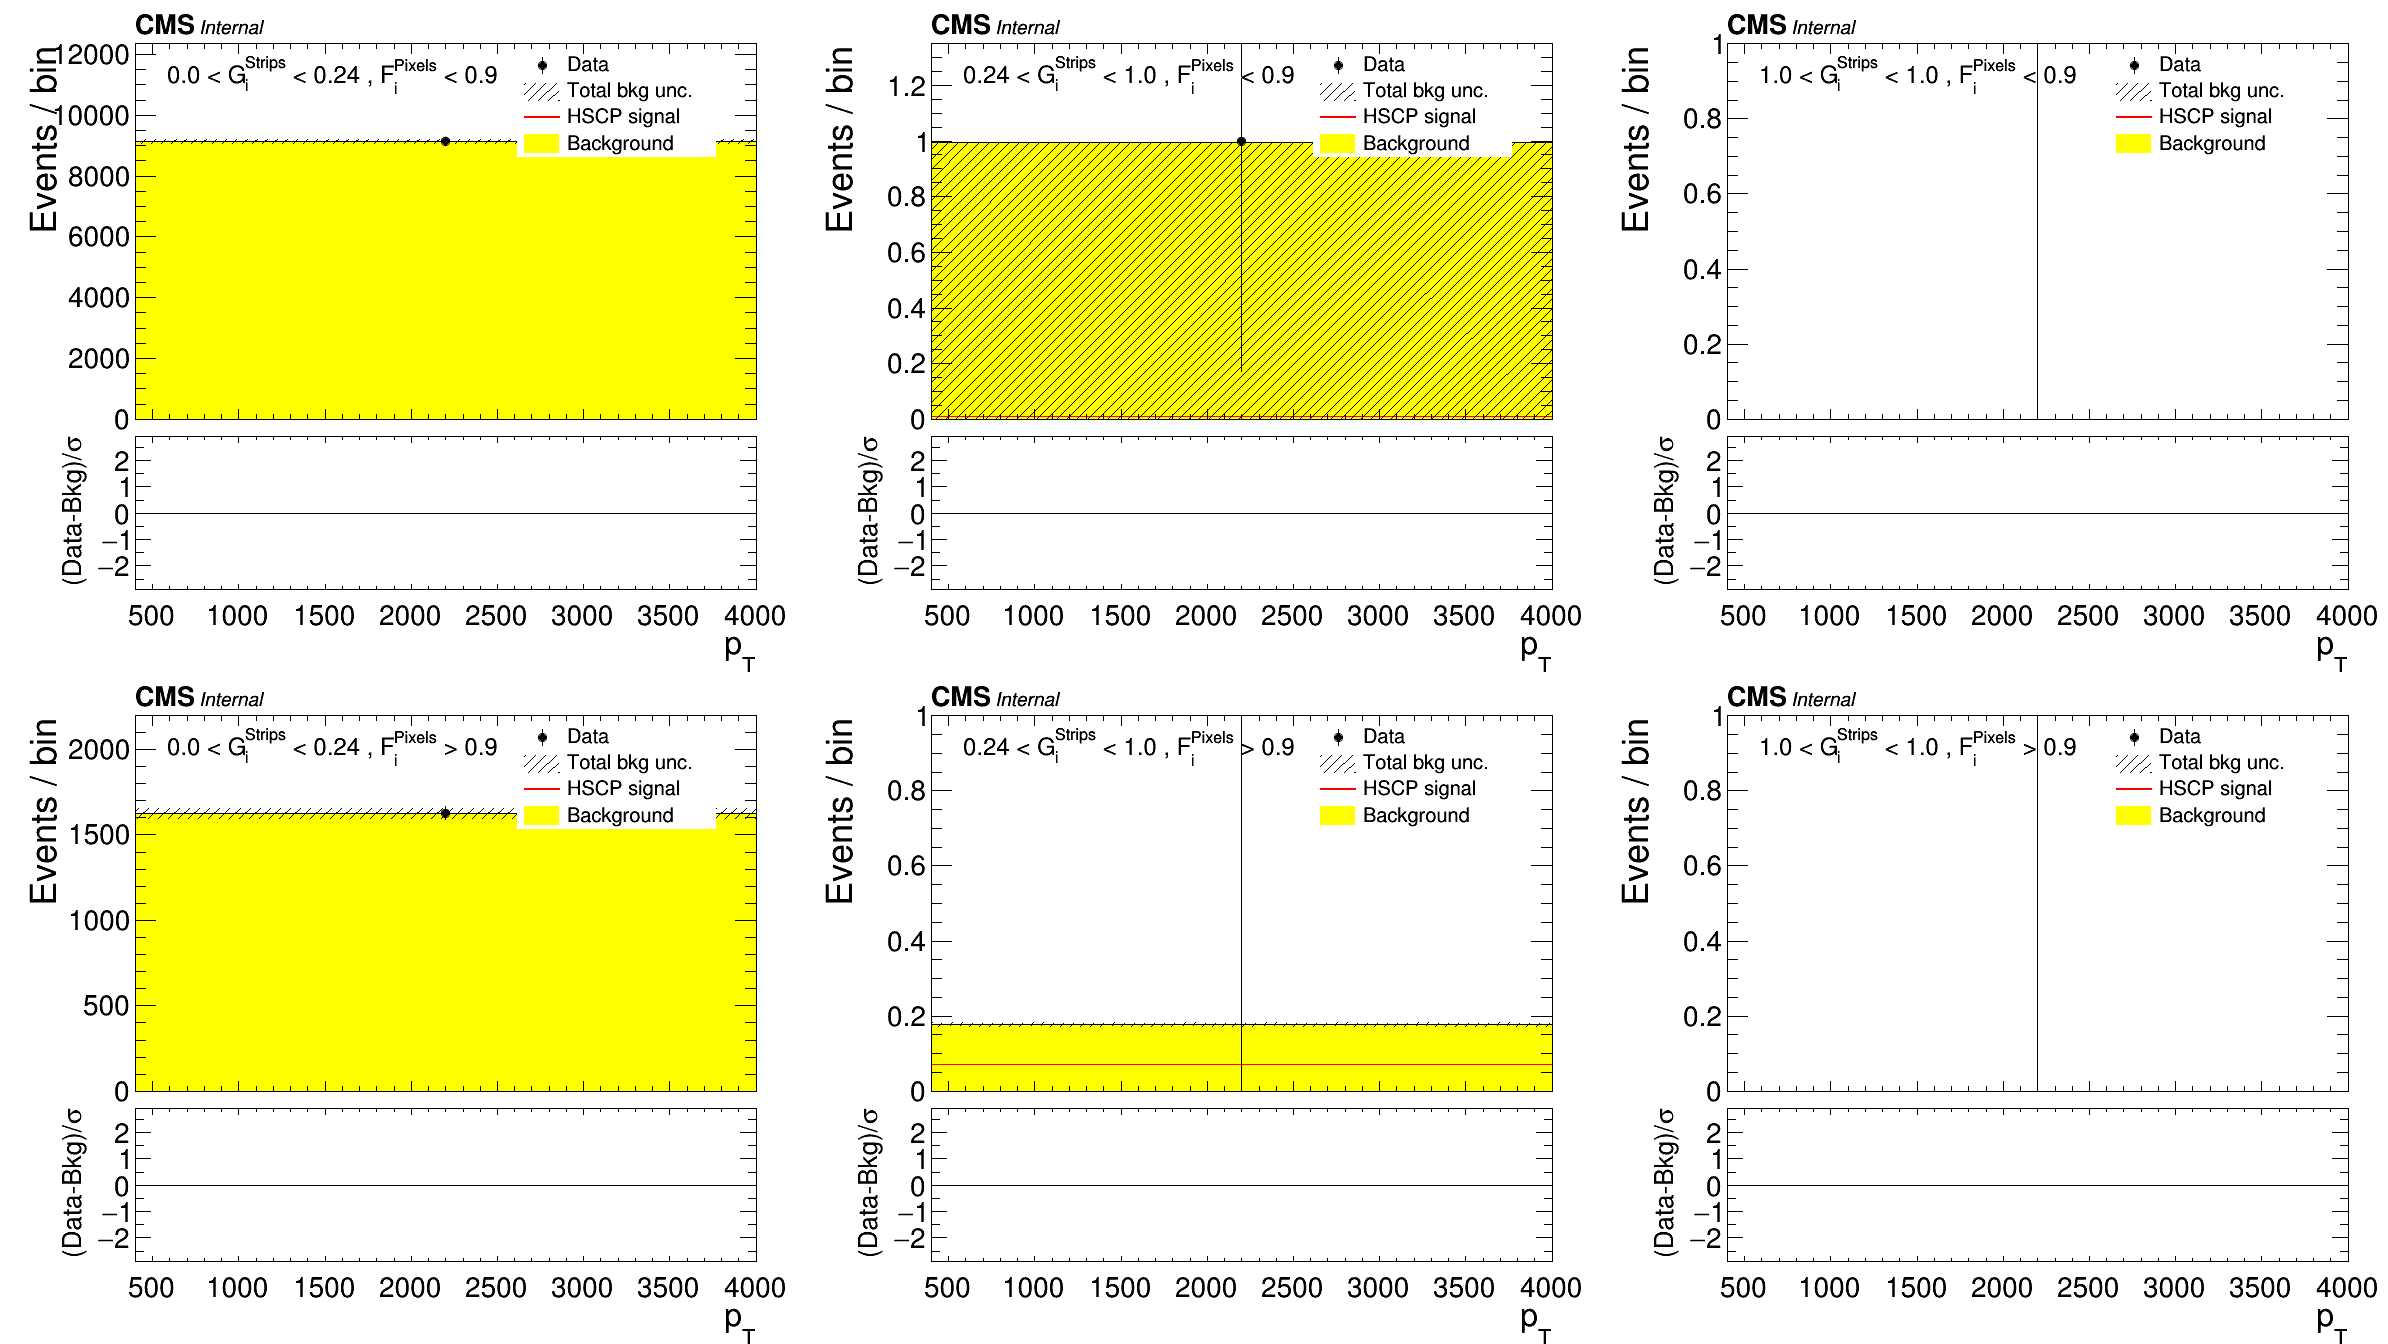 CMS Internal
Events / bin
0.0 < G_i^Strips < 0.24 , F_i^Pixels < 0.9
Data
Total bkg unc.
HSCP signal
Background
12000
10000
8000
6000
4000
2000
0
(Data-Bkg)/σ
2
1
0
−1
−2
500 1000 1500 2000 2500 3000 3500 4000
p_T
CMS Internal
Events / bin
0.24 < G_i^Strips < 1.0 , F_i^Pixels < 0.9
Data
Total bkg unc.
HSCP signal
Background
1.2
1
0.8
0.6
0.4
0.2
0
(Data-Bkg)/σ
2
1
0
−1
−2
500 1000 1500 2000 2500 3000 3500 4000
p_T
CMS Internal
Events / bin
1.0 < G_i^Strips < 1.0 , F_i^Pixels < 0.9
Data
Total bkg unc.
HSCP signal
Background
1
0.8
0.6
0.4
0.2
0
(Data-Bkg)/σ
2
1
0
−1
−2
500 1000 1500 2000 2500 3000 3500 4000
p_T
CMS Internal
Events / bin
0.0 < G_i^Strips < 0.24 , F_i^Pixels > 0.9
Data
Total bkg unc.
HSCP signal
Background
2000
1500
1000
500
0
(Data-Bkg)/σ
2
1
0
−1
−2
500 1000 1500 2000 2500 3000 3500 4000
p_T
CMS Internal
Events / bin
0.24 < G_i^Strips < 1.0 , F_i^Pixels > 0.9
Data
Total bkg unc.
HSCP signal
Background
1
0.8
0.6
0.4
0.2
0
(Data-Bkg)/σ
2
1
0
−1
−2
500 1000 1500 2000 2500 3000 3500 4000
p_T
CMS Internal
Events / bin
1.0 < G_i^Strips < 1.0 , F_i^Pixels > 0.9
Data
Total bkg unc.
HSCP signal
Background
1
0.8
0.6
0.4
0.2
0
(Data-Bkg)/σ
2
1
0
−1
−2
500 1000 1500 2000 2500 3000 3500 4000
p_T